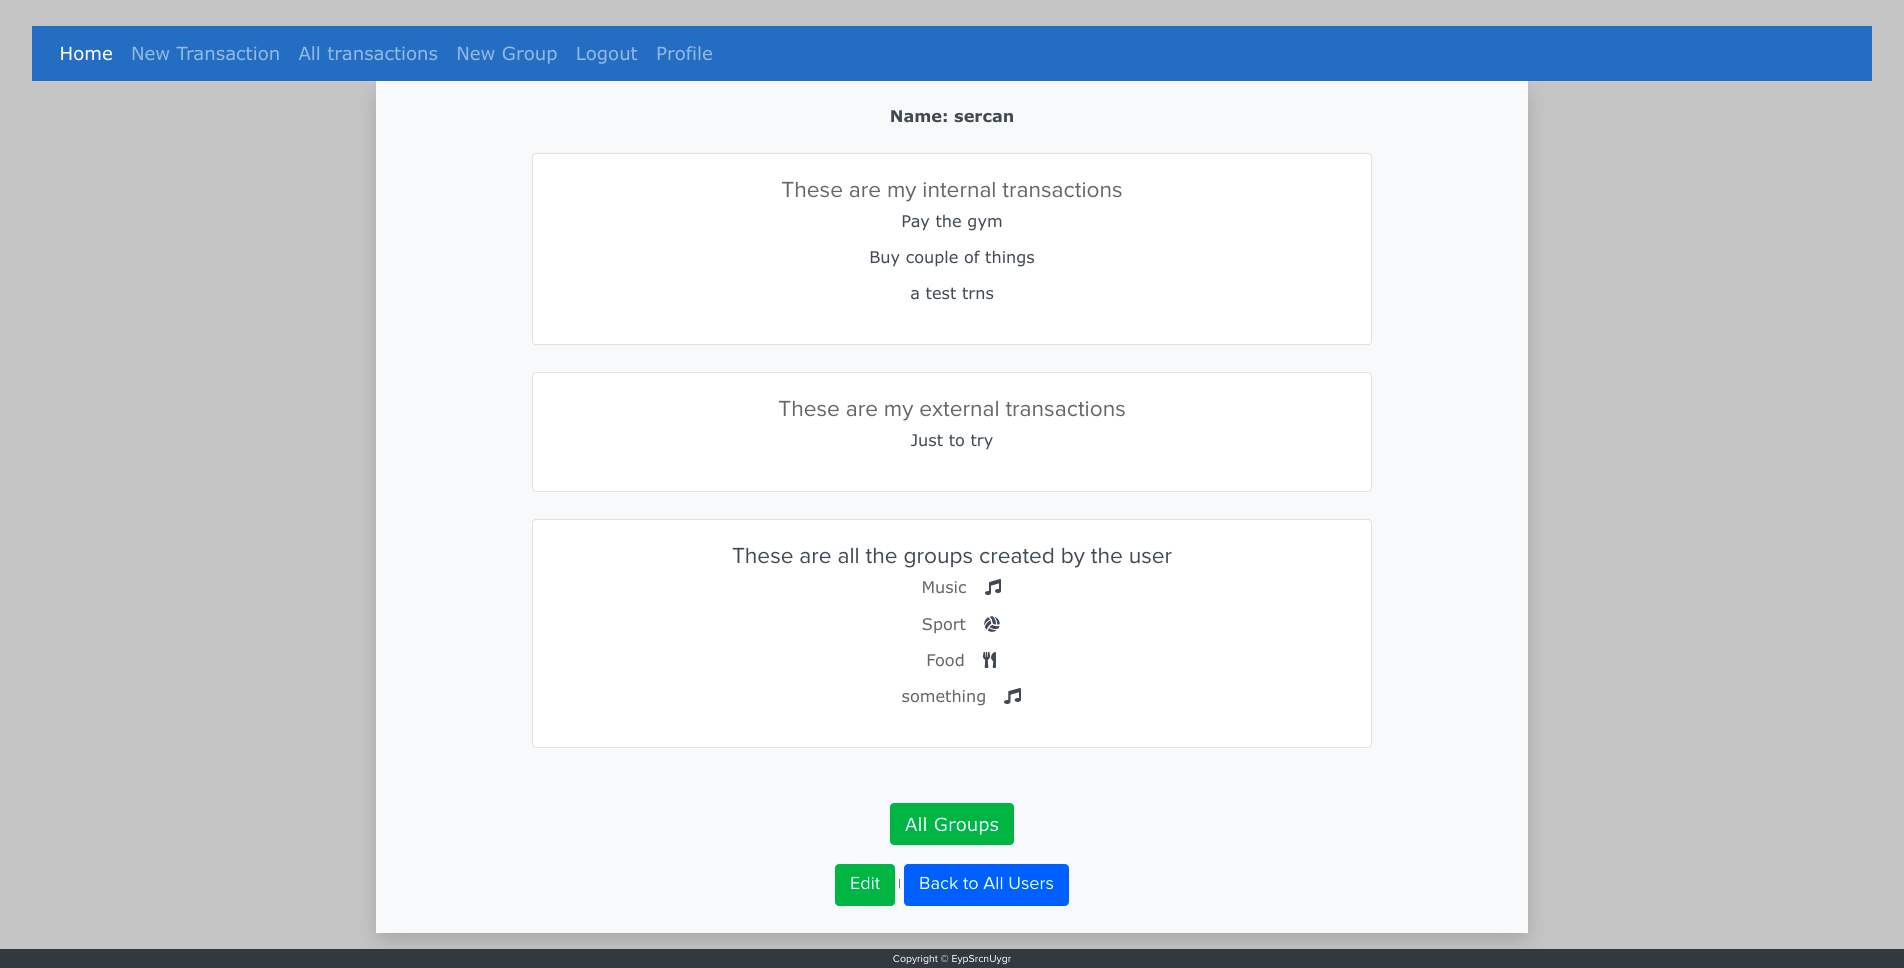 Home New Transaction All transactions New Group Logout Profile
Name: sercan
These are my internal transactions
Pay the gym
Buy couple of things
a test trns
These are my external transactions
Just to try
These are all the groups created by the user
Music
Sport
Food
something
All Groups
Edit | Back to All Users
Copyright © EypSrcnUygr